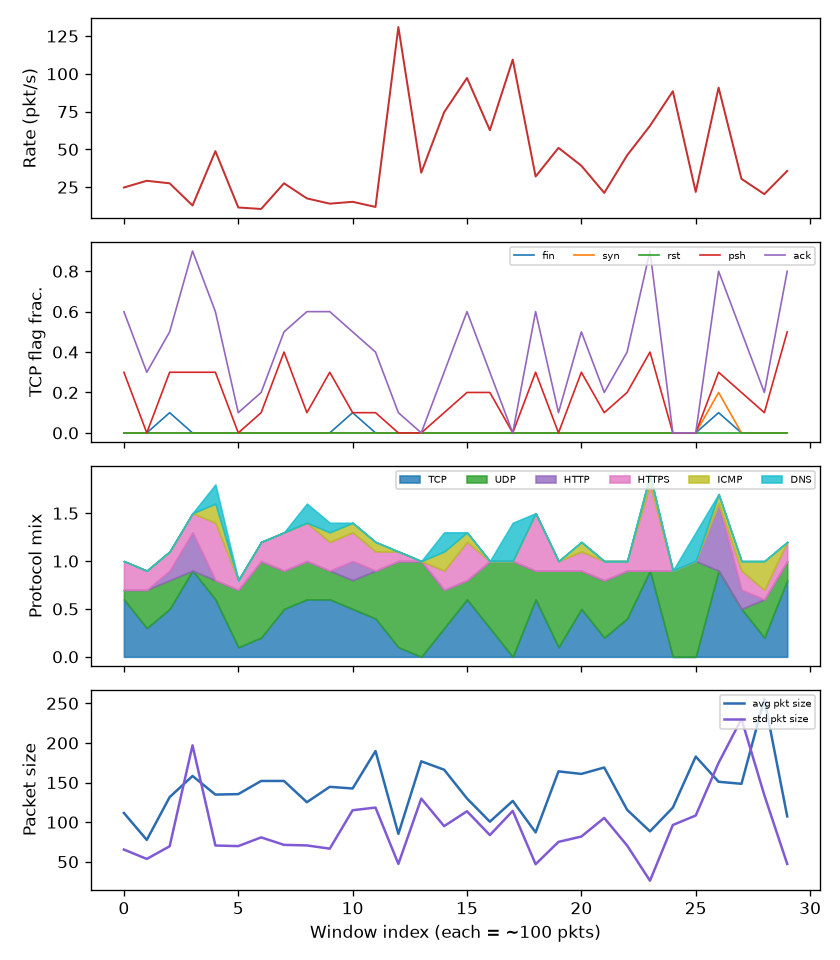 Rate (pkt/s)
125
100
75
50
25
TCP flag frac.
0.8
0.6
0.4
0.2
0.0
fin syn rst psh ack
Protocol mix
1.5
1.0
0.5
0.0
TCP UDP HTTP HTTPS ICMP DNS
Packet size
250
200
150
100
50
avg pkt size
std pkt size
0 5 10 15 20 25 30
Window index (each = ~100 pkts)